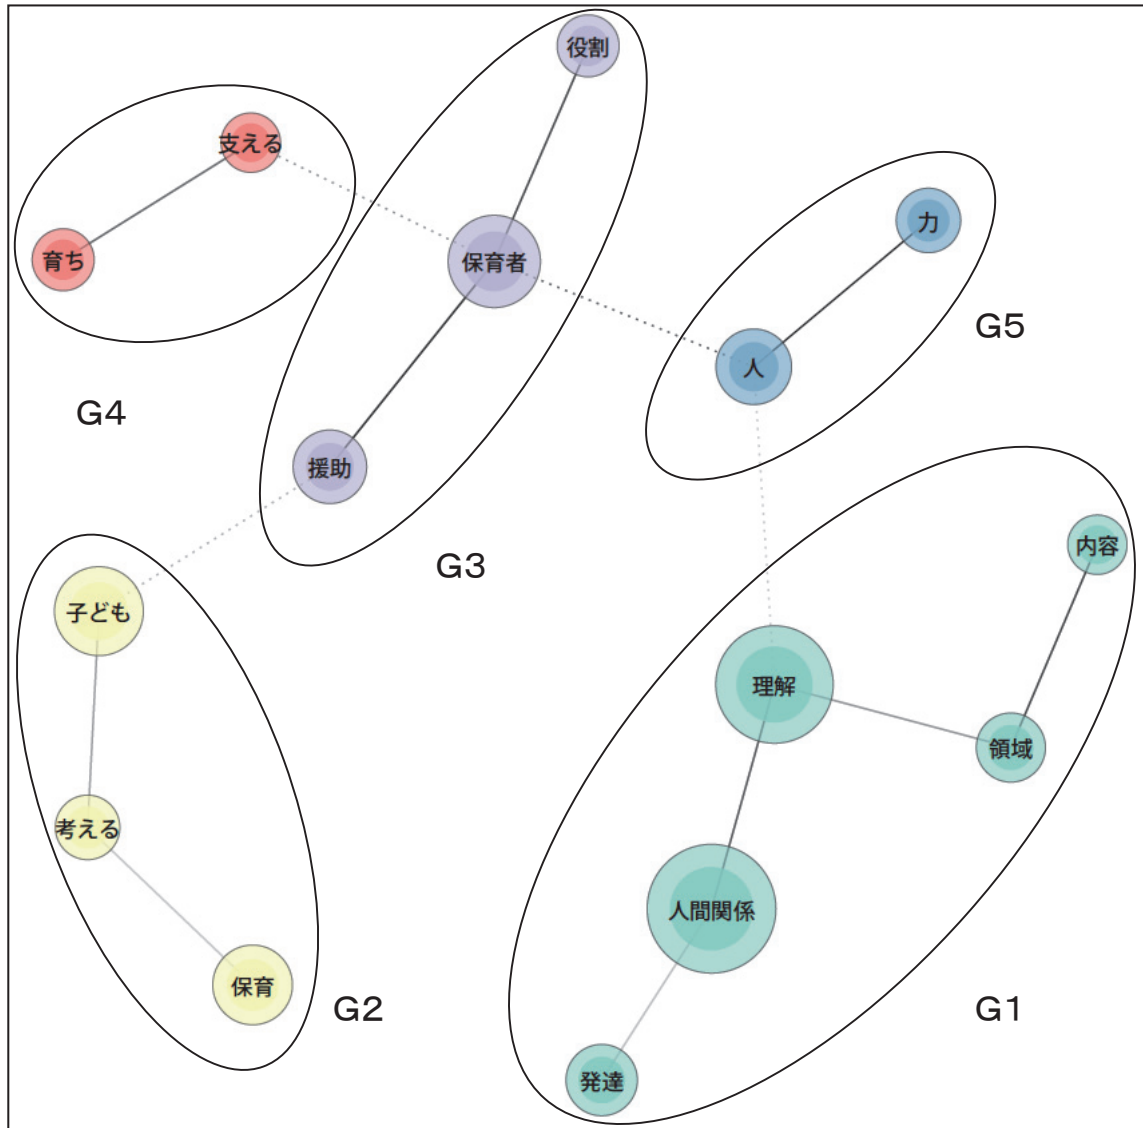 役割
支える
育ち
保育者
力
人
G5
G4
援助
G3
内容
子ども
理解
領域
考える
人間関係
保育
G2
G1
発達